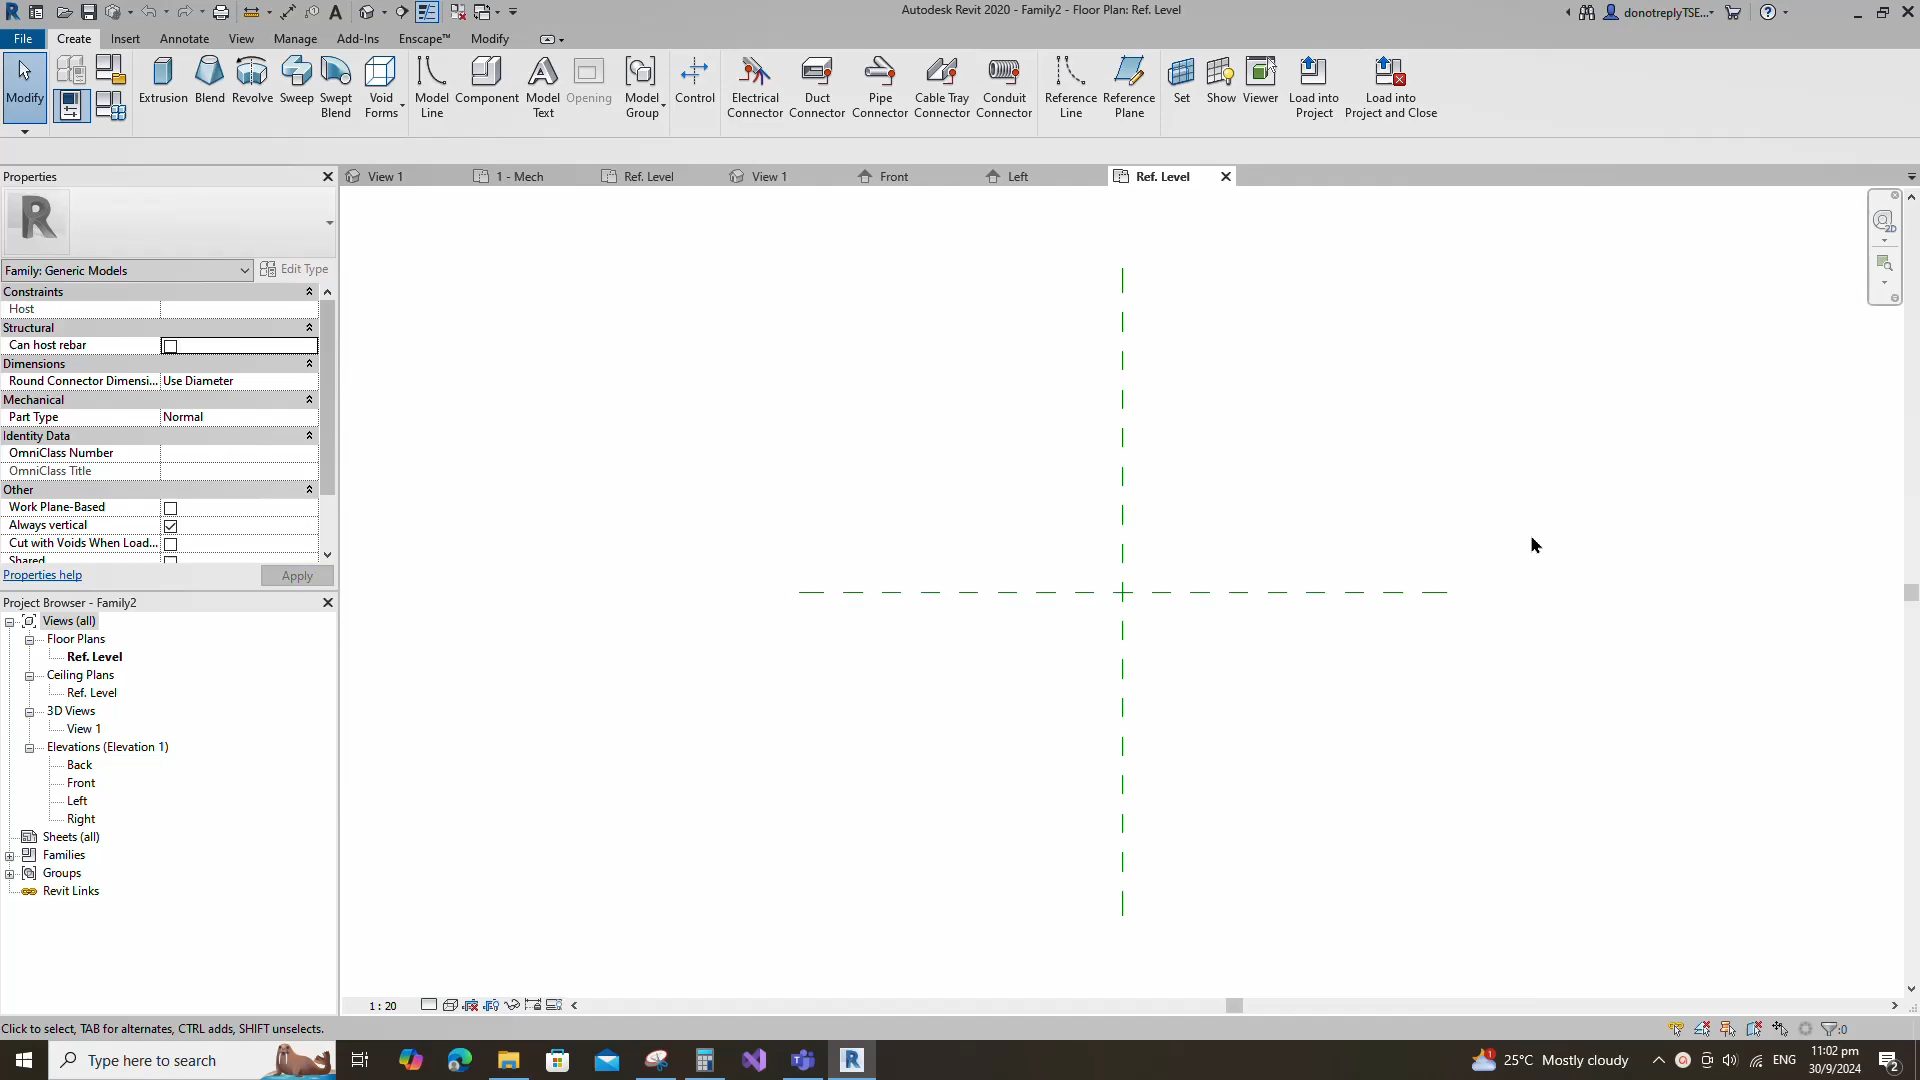 Autodesk Revit 2020 - Family2 - Floor Plan: Ref. Level
donotreplyTSE...
File Create Insert Annotate View Manage Add-Ins Enscape™ Modify
Modify
Extrusion Blend Revolve Sweep Swept Blend Void Forms
Model Line Component Model Text Opening Model Group
Control
Electrical Connector Duct Connector Pipe Connector Cable Tray Connector Conduit Connector
Reference Line Reference Plane
Set Show Viewer Load into Project Load into Project and Close
Properties
View 1 1 - Mech Ref. Level View 1 Front Left Ref. Level
2D
R
Family: Generic Models Edit Type
Constraints
Host
Structural
Can host rebar
Dimensions
Round Connector Dimensi... Use Diameter
Mechanical
Part Type Normal
Identity Data
OmniClass Number
OmniClass Title
Other
Work Plane-Based
Always vertical
Cut with Voids When Load...
Shared
Properties help Apply
Project Browser - Family2
Views (all)
Floor Plans
Ref. Level
Ceiling Plans
Ref. Level
3D Views
View 1
Elevations (Elevation 1)
Back
Front
Left
Right
Sheets (all)
Families
Groups
Revit Links
1 : 20
Click to select, TAB for alternates, CTRL adds, SHIFT unselects.
:0
Type here to search
1
25°C Mostly cloudy
ENG
11:02 pm
30/9/2024
2